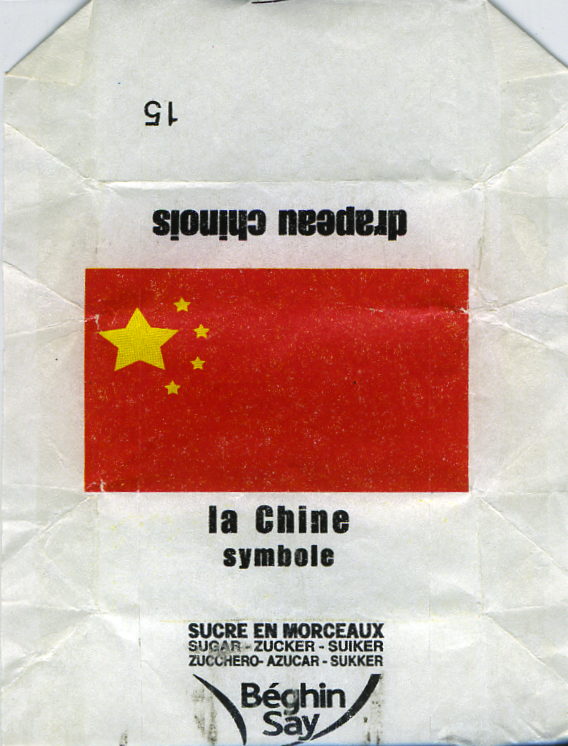 15
drapeau chinois
la Chine
symbole
SUCRE EN MORCEAUX
SUGAR - ZUCKER - SUIKER
ZUCCHERO- AZUCAR - SUKKER
Béghin
Say